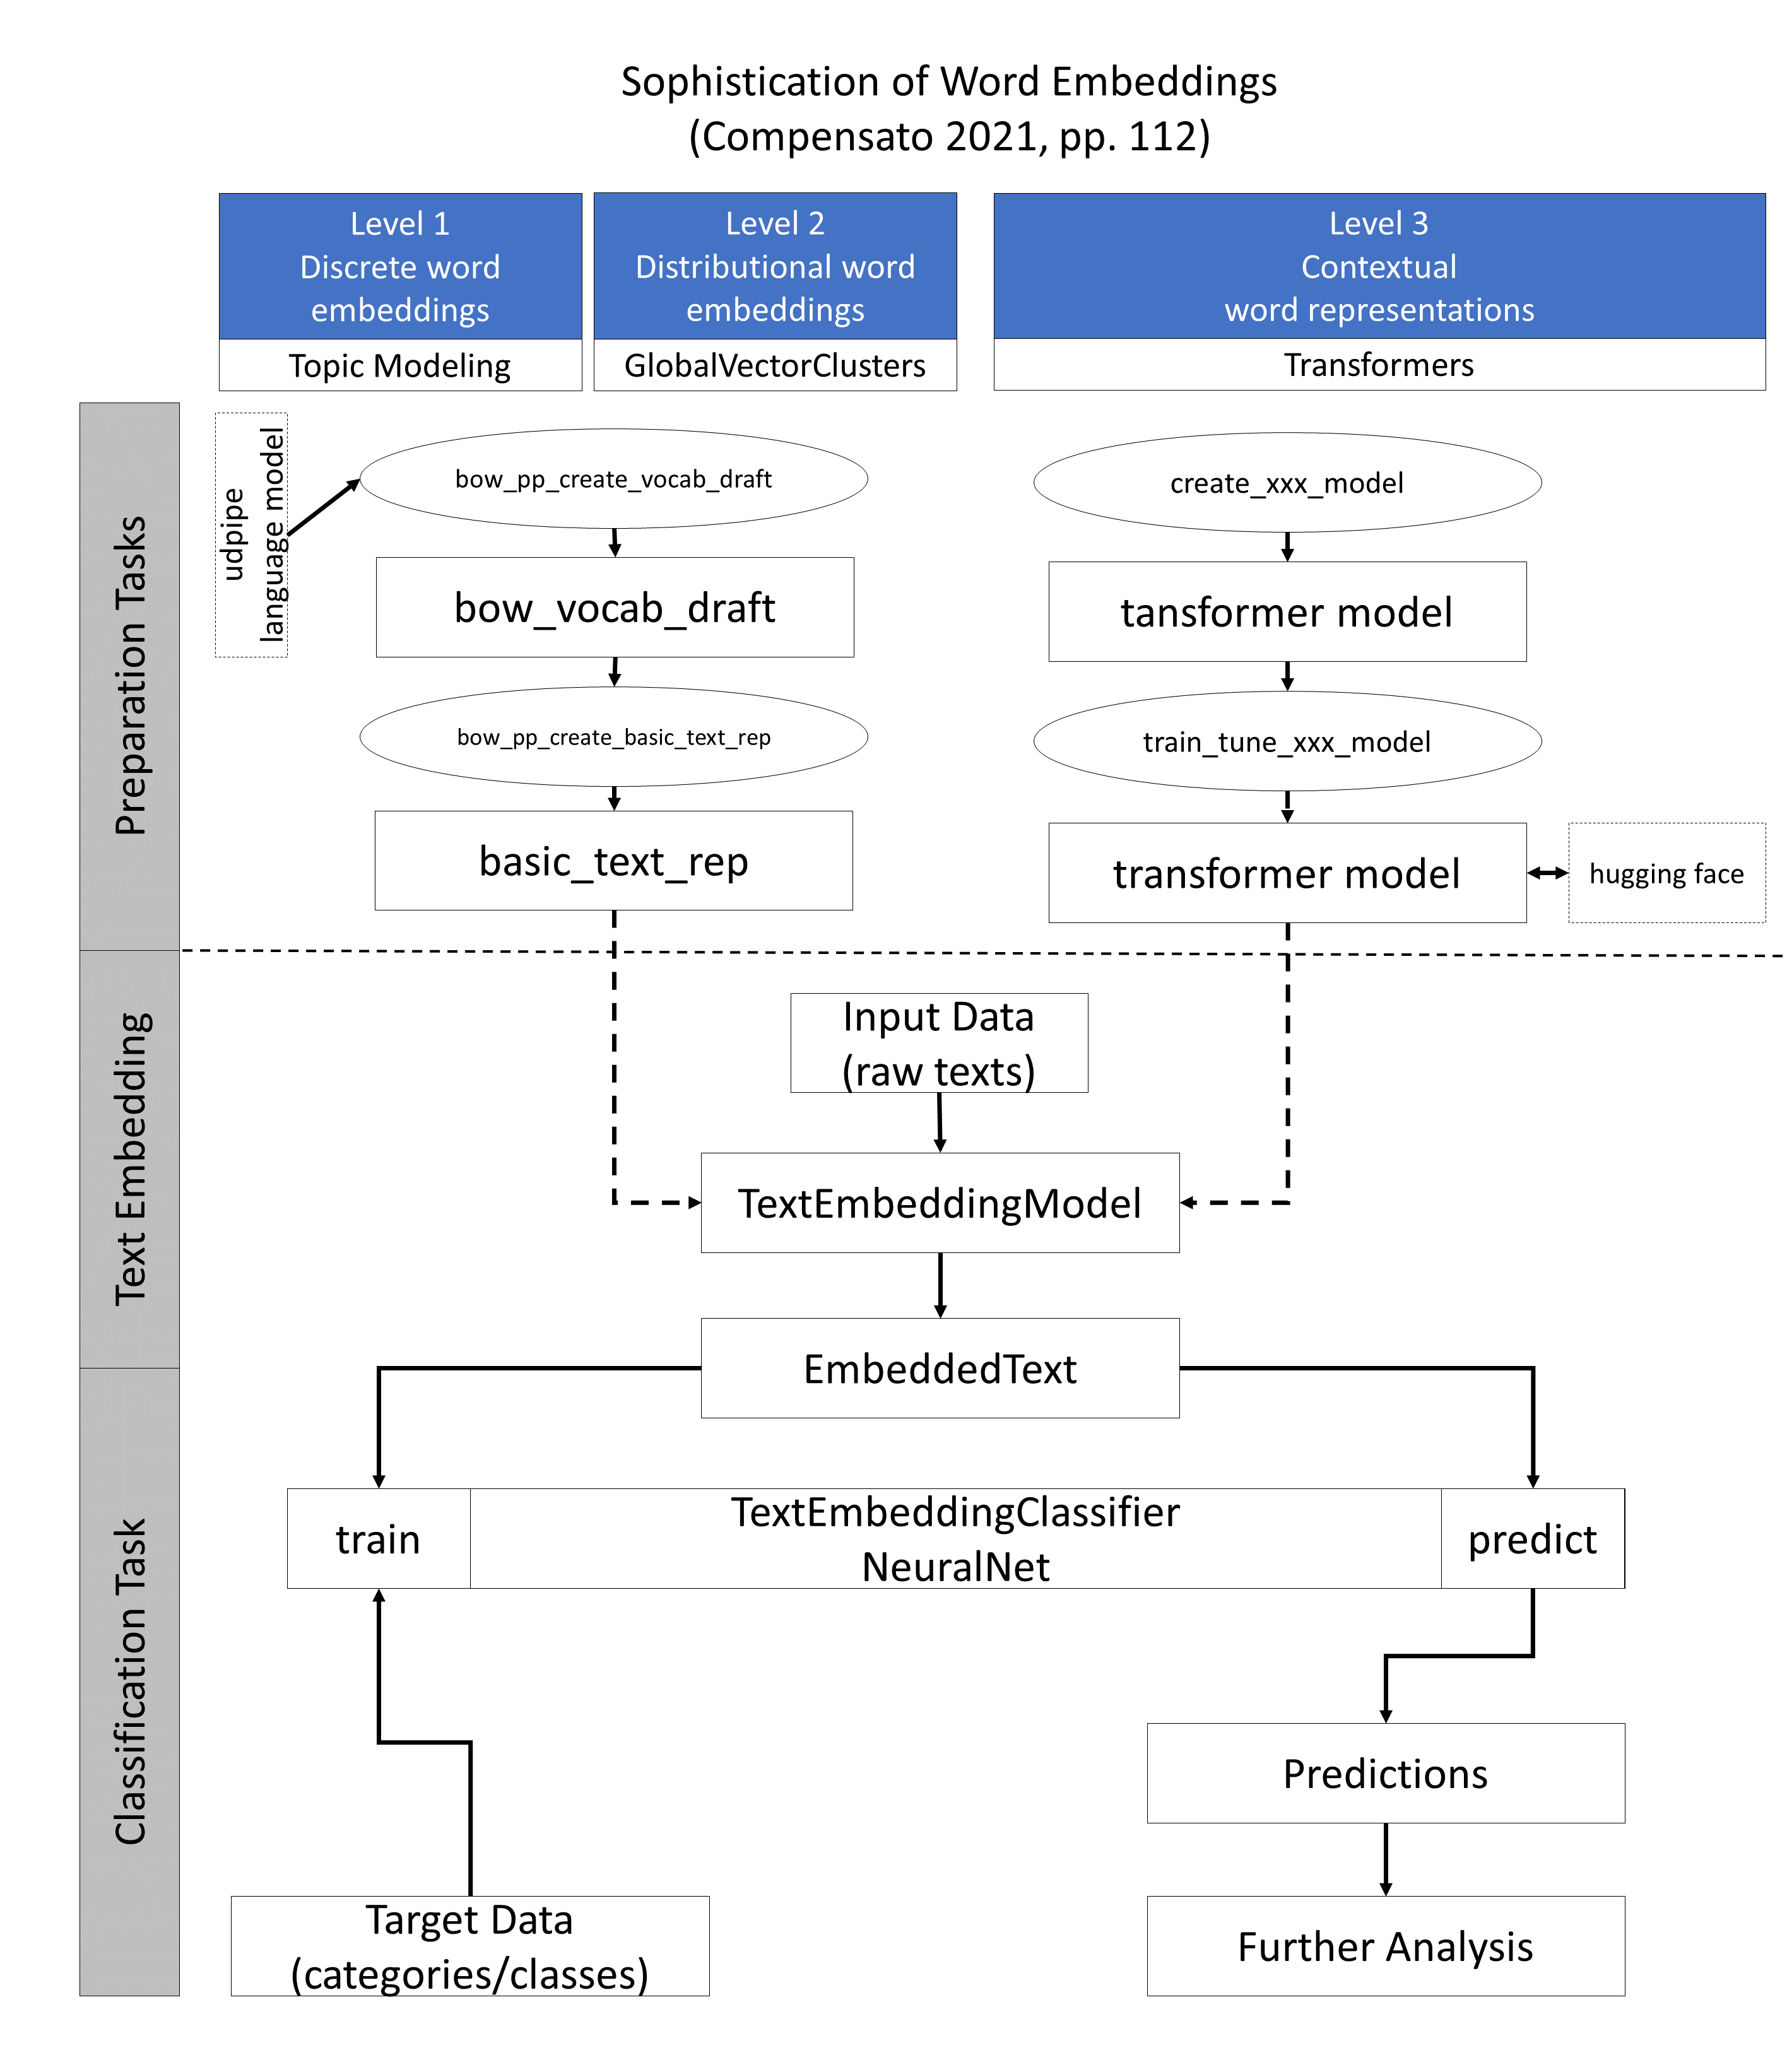 Sophistication of Word Embeddings
(Compensato 2021, pp. 112)
Level 1
Discrete word
embeddings
Topic Modeling
Level 2
Distributional word
embeddings
GlobalVectorClusters
Level 3
Contextual
word representations
Transformers
Preparation Tasks
udpipe
language model
bow_pp_create_vocab_draft
bow_vocab_draft
bow_pp_create_basic_text_rep
basic_text_rep
create_xxx_model
tansformer model
train_tune_xxx_model
transformer model
hugging face
Text Embedding
Input Data
(raw texts)
TextEmbeddingModel
EmbeddedText
Classification Task
train
TextEmbeddingClassifier
NeuralNet
predict
Predictions
Target Data
(categories/classes)
Further Analysis